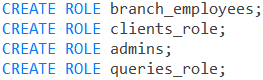 CREATE ROLE branch_employees;
CREATE ROLE clients_role;
CREATE ROLE admins;
CREATE ROLE queries_role;